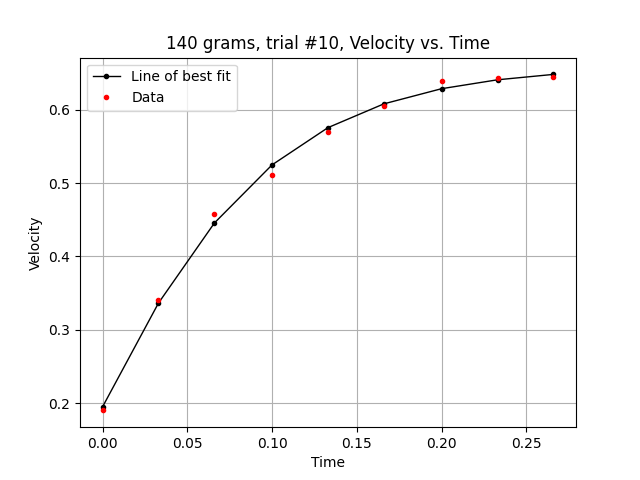 140 grams, trial #10, Velocity vs. Time
Line of best fit
Data
0.6
0.5
0.4
0.3
0.2
Velocity
0.00 0.05 0.10 0.15 0.20 0.25
Time